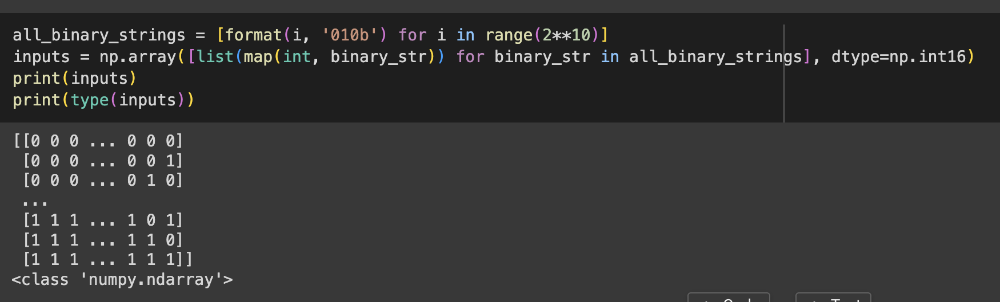 all_binary_strings = [format(i, '010b') for i in range(2**10)]
inputs = np.array([list(map(int, binary_str)) for binary_str in all_binary_strings], dtype=np.int16)
print(inputs)
print(type(inputs))
[[0 0 0 ... 0 0 0]
 [0 0 0 ... 0 0 1]
 [0 0 0 ... 0 1 0]
 ...
 [1 1 1 ... 1 0 1]
 [1 1 1 ... 1 1 0]
 [1 1 1 ... 1 1 1]]
<class 'numpy.ndarray'>